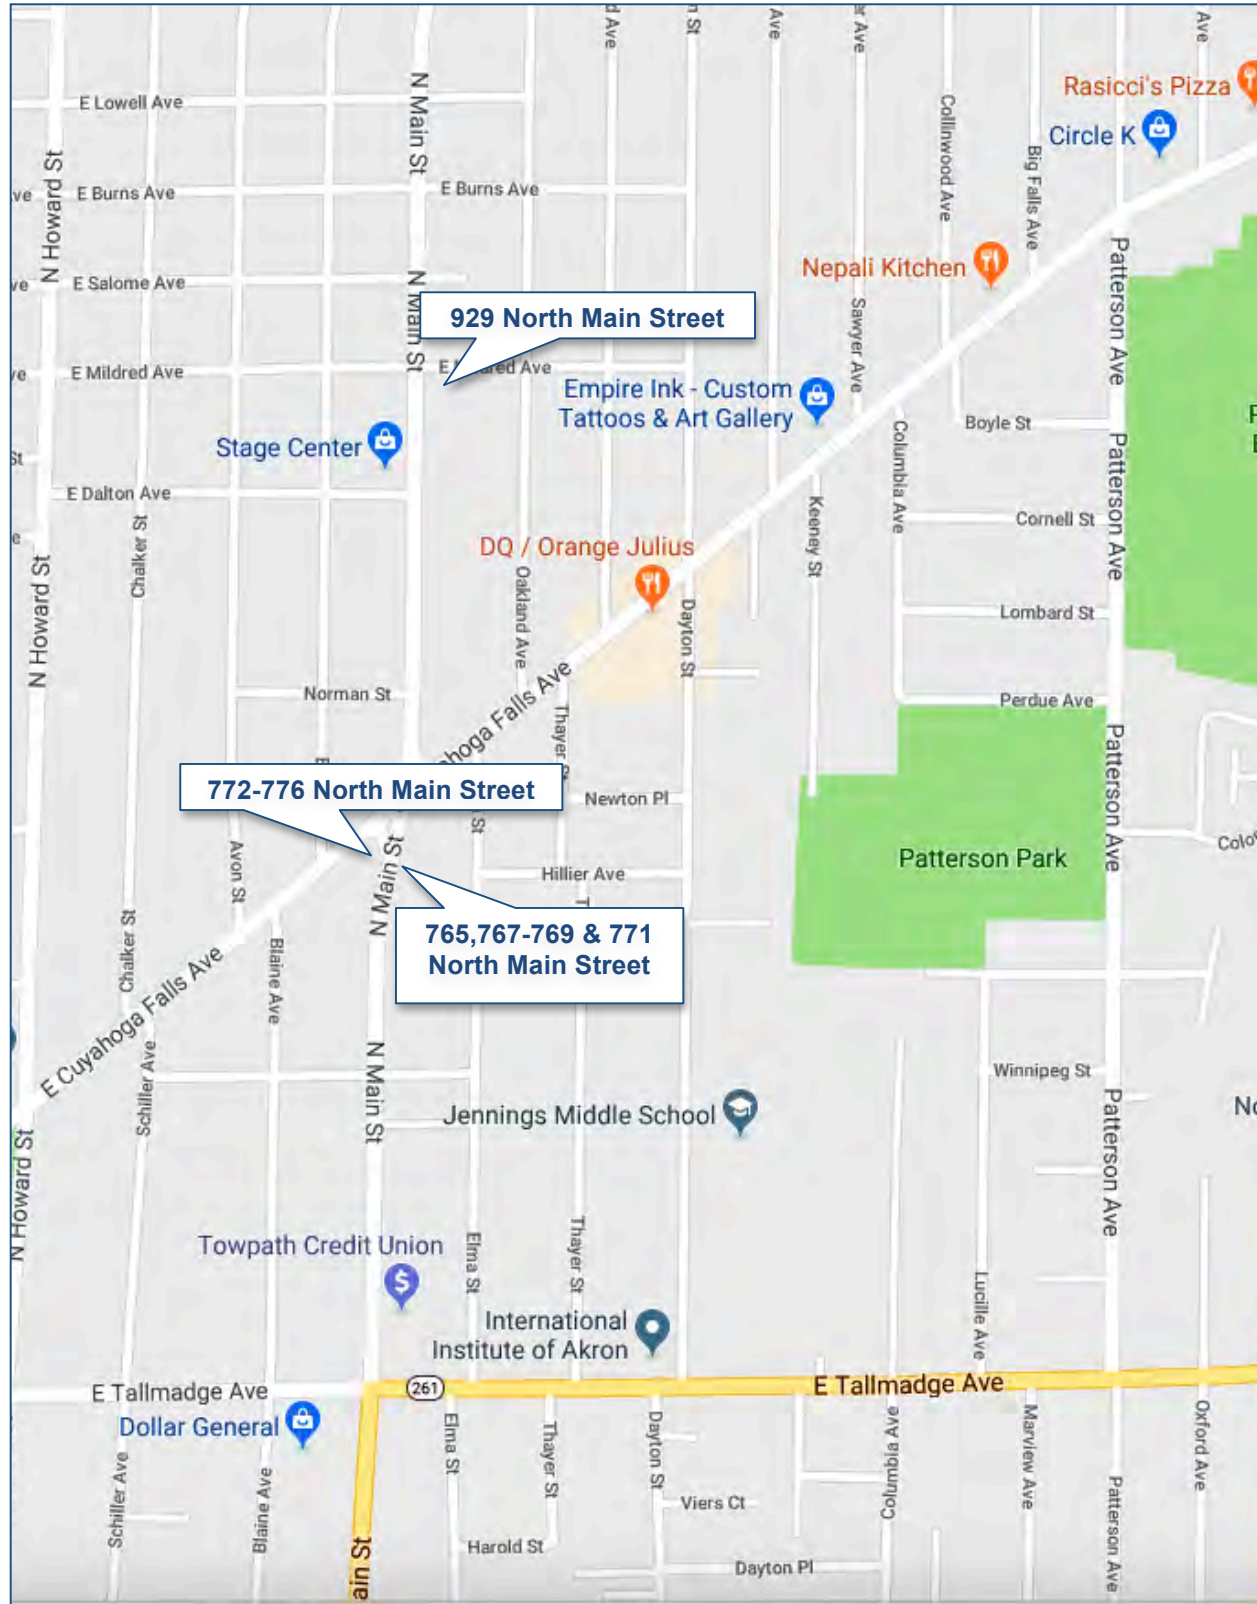 d Ave
n St
Ave
er Ave
Ave
Rasicci's Pizza
E Lowell Ave
N Main St
Circle K
Collinwood Ave
Big Falls Ave
N Howard St
ve
E Burns Ave
E Burns Ave
Patterson Ave
Nepali Kitchen
ve
E Salome Ave
N Main St
929 North Main Street
Sawyer Ave
ve
E Mildred Ave
Empire Ink - Custom
Tattoos & Art Gallery
Boyle St
Stage Center
Columbia Ave
Patterson Ave
St
E Dalton Ave
Keeney St
Cornell St
Chalker St
e
DQ / Orange Julius
Oakland Ave
N Howard St
Dayton St
Lombard St
Norman St
Perdue Ave
Thayer
hoga Falls Ave
Patterson Ave
772-776 North Main Street
Newton Pl
St
N Main St
Colo
Avon St
Hillier Ave
Patterson Park
T
765,767-769 & 771
North Main Street
Chalker St
Blaine Ave
E Cuyahoga Falls Ave
Schiller Ave
N Main St
Winnipeg St
Jennings Middle School
No
N Howard St
Patterson Ave
Towpath Credit Union
Elma St
Thayer St
Lucille Ave
International
Institute of Akron
E Tallmadge Ave
261
E Tallmadge Ave
Dollar General
Elma St
Thayer St
Dayton St
Columbia Ave
Marview Ave
Oxford Ave
Schiller Ave
Blaine Ave
Viers Ct
Patterson Ave
ain St
Harold St
Dayton Pl